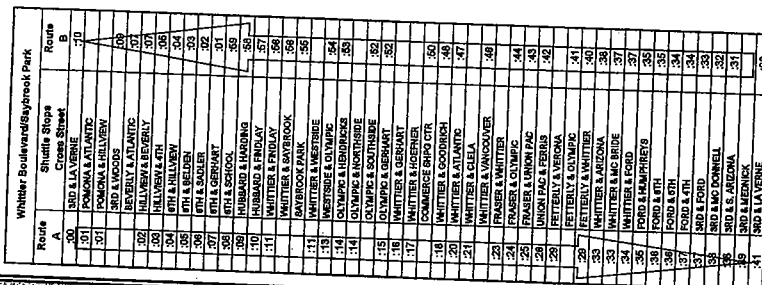 Whittier Boulevard/Saybrook Park
Route A Shuttle Stops Cross Street Route B
:00 3RD & LA VERNE :10
:01 POMONA & ATLANTIC
:01 POMONA & HILLVIEW
3RD & WOODS :09
BEVERLY & ATLANTIC :07
:02 HILLVIEW & BEVERLY :07
:03 HILLVIEW & 4TH :06
:04 6TH & HILLVIEW :04
:05 6TH & BELDEN :03
:06 6TH & SADLER :02
:07 6TH & GERHART :01
:08 6TH & SCHOOL :59
:09 HUBBARD & HARDING :58
:10 HUBBARD & FINDLAY :57
:11 WHITTIER & FINDLAY :56
WHITTIER & SAYBROOK :56
SAYBROOK PARK :55
:11 WHITTIER & WESTSIDE
:13 WESTSIDE & OLYMPIC :54
:14 OLYMPIC & HENDRICKS :53
:14 OLYMPIC & NORTHSIDE
OLYMPIC & SOUTHSIDE :52
:15 OLYMPIC & GERHART :52
:16 WHITTIER & GERHART
:17 WHITTIER & HOEFNER
COMMERCE SHPG CTR :50
:18 WHITTIER & GOODRICH :48
:20 WHITTIER & ATLANTIC :47
:21 WHITTIER & CLELA
WHITTIER & VANCOUVER :46
:23 FRASER & WHITTIER
:24 FRASER & OLYMPIC :44
:25 FRASER & UNION PAC :43
:28 UNION PAC & FERRIS :42
:29 FETTERLY & VERONA
FETTERLY & OLYMPIC :41
:29 FETTERLY & WHITTIER :40
:33 WHITTIER & ARIZONA :38
:33 WHITTIER & MC BRIDE :37
:34 WHITTIER & FORD :37
:35 FORD & HUMPHREYS :35
:36 FORD & 6TH :35
:36 FORD & 6TH :34
:37 FORD & 4TH :34
:37 3RD & FORD :33
:38 3RD & MC DONNELL :32
3RD & S. ARIZONA :31
3RD & MEDNICK
:41 3RD & LA VERNE